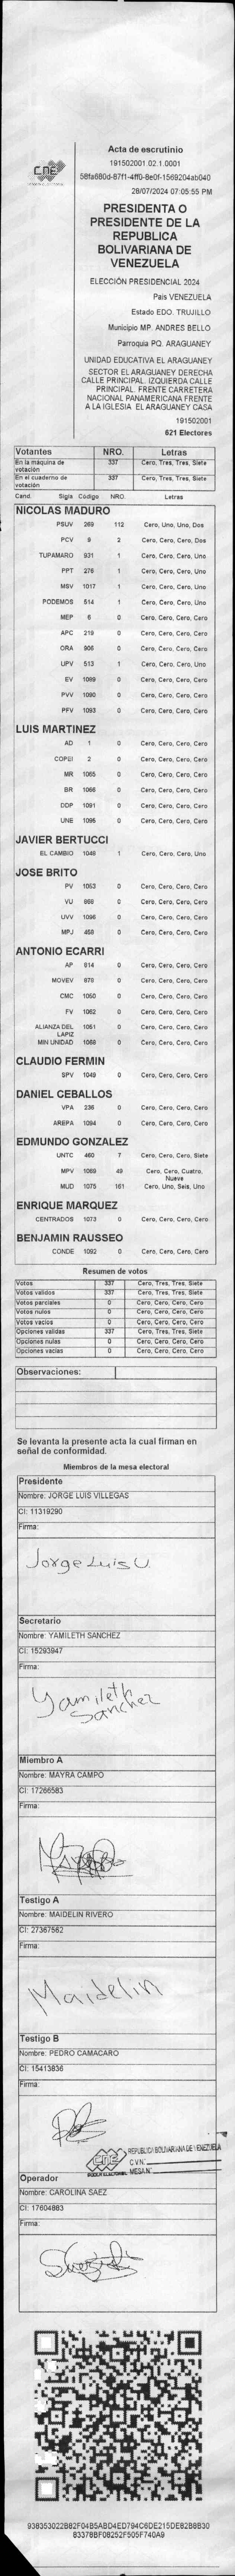 CNE
Acta de escrutinio
191502001.02.1.0001
28/07/2024 07:05:55 PM
PRESIDENTA O
PRESIDENTE DE LA
REPUBLICA
BOLIVARIANA DE
VENEZUELA
ELECCIÓN PRESIDENCIAL 2024
Pais VENEZUELA
Estado EDO. TRUJILLO
Municipio MP. ANDRES BELLO
Parroquia PQ. ARAGUANEY
UNIDAD EDUCATIVA EL ARAGUANEY
SECTOR EL ARAGUANEY DERECHA
CALLE PRINCIPAL. IZQUIERDA CALLE
PRINCIPAL. FRENTE CARRETERA
NACIONAL PANAMERICANA FRENTE
A LA IGLESIA EL ARAGUANEY CASA
191502001
621 Electores
Votantes NRO. Letras
En la máquina de votación 337 Cero, Tres, Tres, Siete
En el cuaderno de votación 337 Cero, Tres, Tres, Siete
Cand. Sigla Código NRO. Letras
NICOLAS MADURO
PSUV 269 112 Cero, Uno, Uno, Dos
PCV 9 2 Cero, Cero, Cero, Dos
TUPAMARO 931 1 Cero, Cero, Cero, Uno
PPT 276 1 Cero, Cero, Cero, Uno
MSV 1017 1 Cero, Cero, Cero, Uno
PODEMOS 514 1 Cero, Cero, Cero, Uno
MEP 6 0 Cero, Cero, Cero, Cero
APC 219 0 Cero, Cero, Cero, Cero
ORA 906 0 Cero, Cero, Cero, Cero
UPV 513 1 Cero, Cero, Cero, Uno
EV 1089 0 Cero, Cero, Cero, Cero
PVV 1090 0 Cero, Cero, Cero, Cero
PFV 1093 0 Cero, Cero, Cero, Cero
LUIS MARTINEZ
AD 1 0 Cero, Cero, Cero, Cero
COPEI 2 0 Cero, Cero, Cero, Cero
MR 1065 0 Cero, Cero, Cero, Cero
BR 1066 0 Cero, Cero, Cero, Cero
DDP 1091 0 Cero, Cero, Cero, Cero
UNE 1095 0 Cero, Cero, Cero, Cero
JAVIER BERTUCCI
EL CAMBIO 1046 1 Cero, Cero, Cero, Uno
JOSE BRITO
PV 1053 0 Cero, Cero, Cero, Cero
VU 869 0 Cero, Cero, Cero, Cero
UVV 1096 0 Cero, Cero, Cero, Cero
MPJ 459 0 Cero, Cero, Cero, Cero
ANTONIO ECARRI
AP 814 0 Cero, Cero, Cero, Cero
MOVEV 878 0 Cero, Cero, Cero, Cero
CMC 1050 0 Cero, Cero, Cero, Cero
FV 1062 0 Cero, Cero, Cero, Cero
ALIANZA DEL LAPIZ 1051 0 Cero, Cero, Cero, Cero
MIN UNIDAD 1068 0 Cero, Cero, Cero, Cero
CLAUDIO FERMIN
SPV 1049 0 Cero, Cero, Cero, Cero
DANIEL CEBALLOS
VPA 236 0 Cero, Cero, Cero, Cero
AREPA 1094 0 Cero, Cero, Cero, Cero
EDMUNDO GONZALEZ
UNTC 460 7 Cero, Cero, Cero, Siete
MPV 1069 49 Cero, Cero, Cuatro, Nueve
MUD 1075 161 Cero, Uno, Seis, Uno
ENRIQUE MARQUEZ
CENTRADOS 1073 0 Cero, Cero, Cero, Cero
BENJAMIN RAUSSEO
CONDE 1092 0 Cero, Cero, Cero, Cero
Resumen de votos
Votos 337 Cero, Tres, Tres, Siete
Votos validos 337 Cero, Tres, Tres, Siete
Votos parciales 0 Cero, Cero, Cero, Cero
Votos nulos 0 Cero, Cero, Cero, Cero
Votos vacios 0 Cero, Cero, Cero, Cero
Opciones validas 337 Cero, Tres, Tres, Siete
Opciones nulas 0 Cero, Cero, Cero, Cero
Opciones vacias 0 Cero, Cero, Cero, Cero
Observaciones:
Se levanta la presente acta la cual firman en
señal de conformidad.
Miembros de la mesa electoral
Presidente
Nombre: JORGE LUIS VILLEGAS
CI: 11319290
Firma:
Jorge Luis V
Secretario
Nombre: YAMILETH SANCHEZ
CI: 15293947
Firma:
Yamileth
Sanchez
Miembro A
Nombre: MAYRA CAMPO
CI: 17266583
Firma:
Testigo A
Nombre: MAIDELIN RIVERO
CI: 27367562
Firma:
Maidelin
Testigo B
Nombre: PEDRO CAMACARO
CI: 15413836
Firma:
CNE
PODER ELECTORAL
REPUBLICA BOLIVARIANA DE VENEZUELA
C.V.N°.
MESA N°
Operador
Nombre: CAROLINA SAEZ
CI: 17604883
Firma: